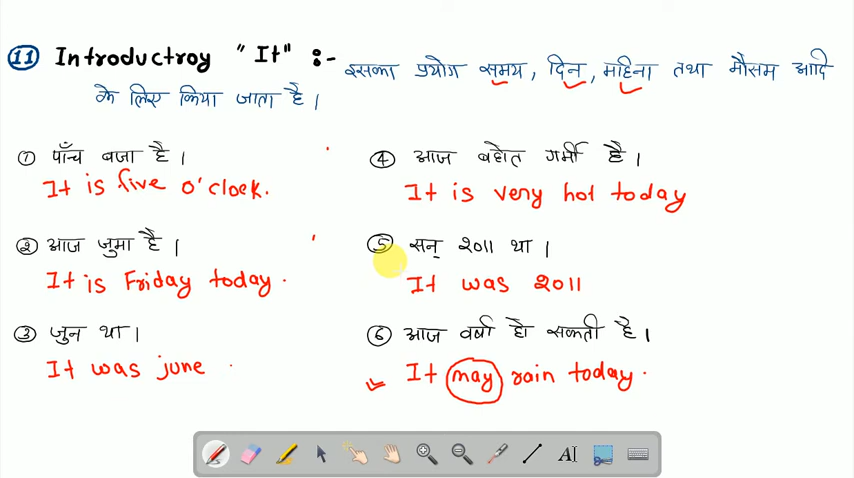 11 Introductroy "It" :- इसका प्रयोग समय, दिन, महिना तथा मौसम आदि
के लिए किया जाता है।
① पाँच बजा है।
It is five o'clock.
② आज जुमा है।
It is Friday today.
③ जुन था।
It was june.
④ आज बहोत गर्मी है।
It is very hot today
⑤ सन् २०११ था।
It was 2011
⑥ आज वर्षा हो सकती है।
It may rain today.
AI